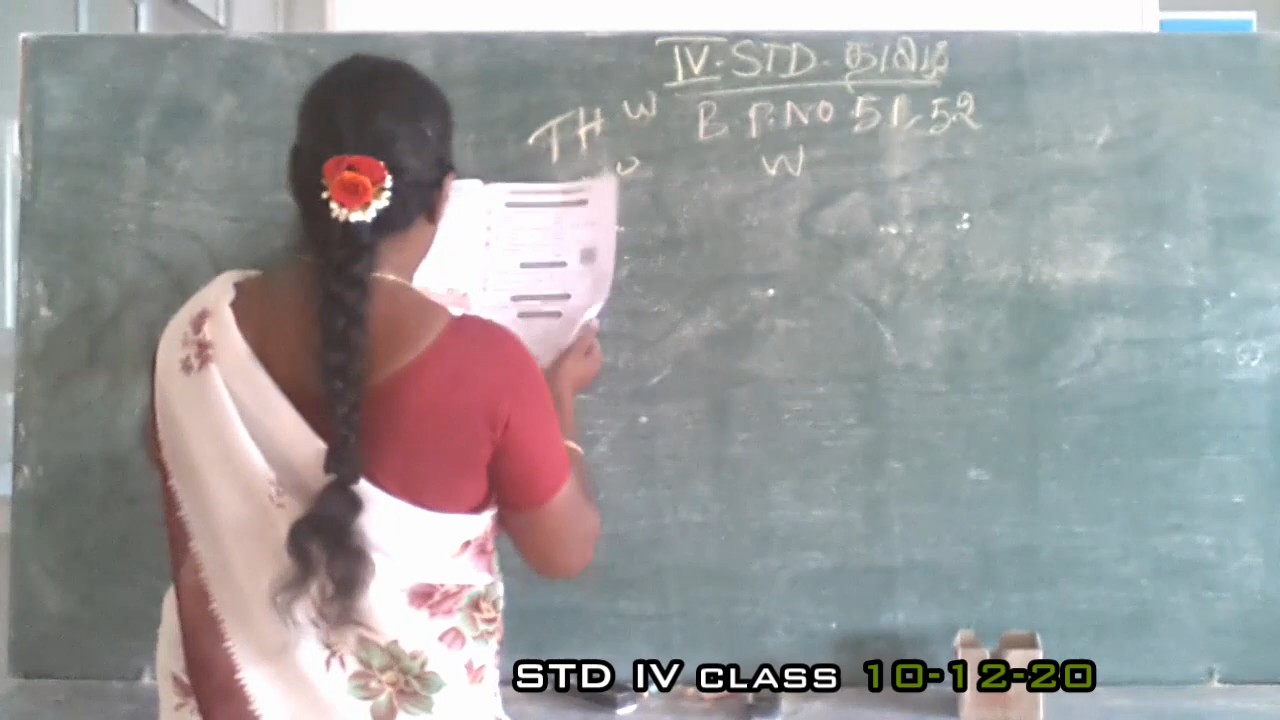 IV. STD. தமிழ்
B.P.NO 51, 52
TH W
W
STD IV CLASS 10-12-20